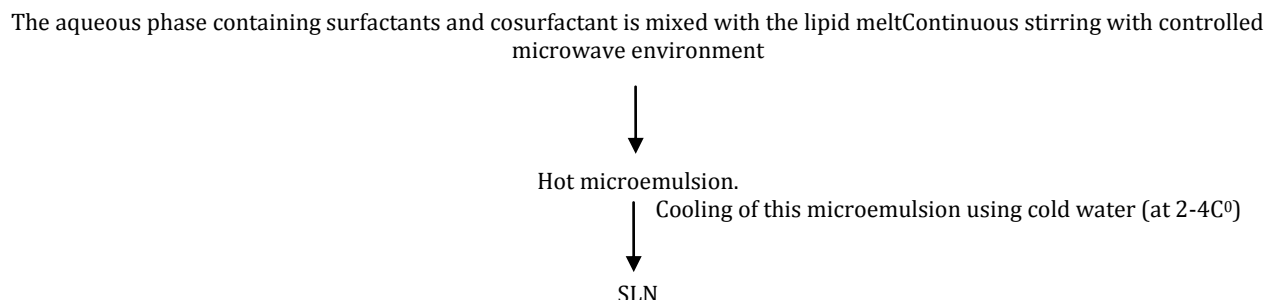 The aqueous phase containing surfactants and cosurfactant is mixed with the lipid meltContinuous stirring with controlled
microwave environment
Hot microemulsion.
Cooling of this microemulsion using cold water (at 2-4C⁰)
SLN